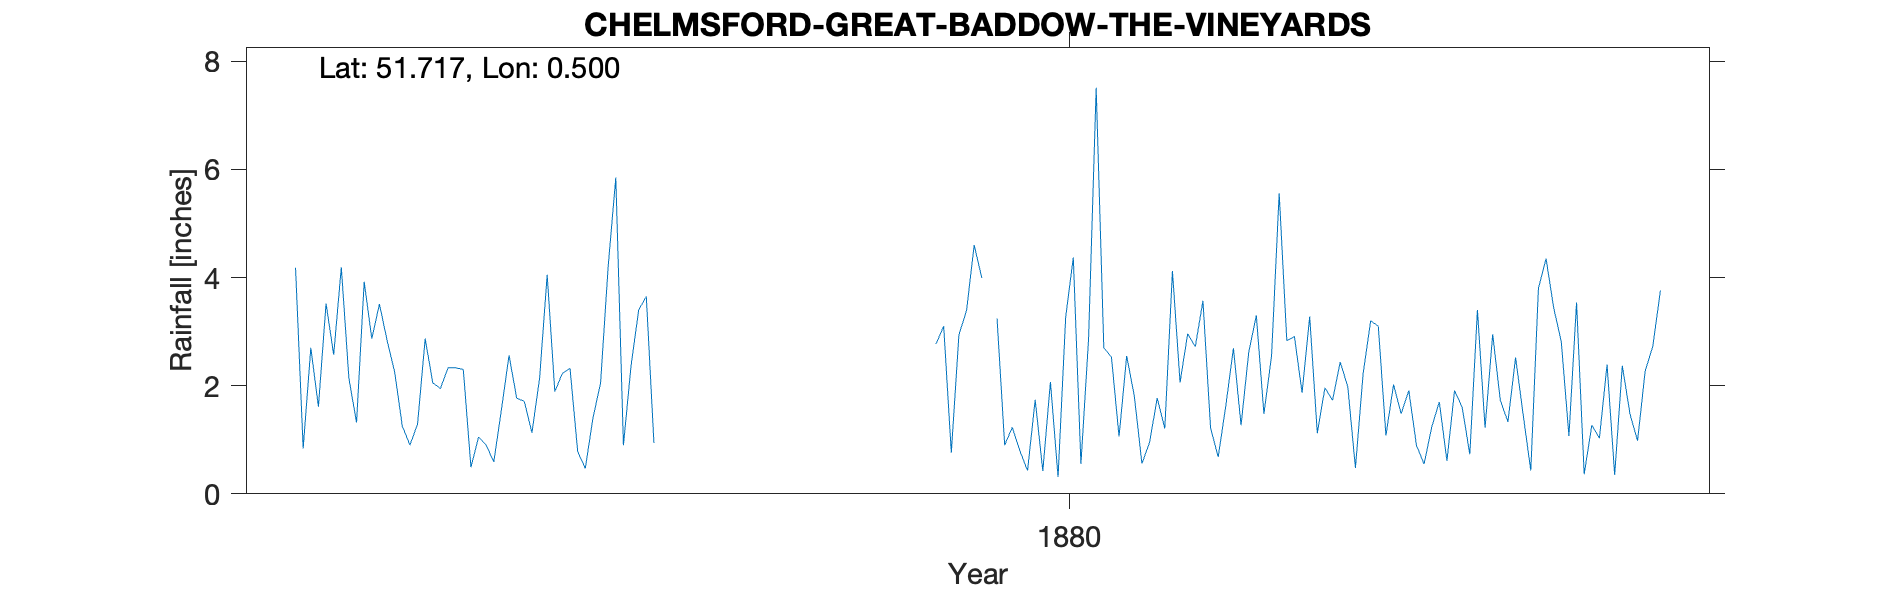 CHELMSFORD-GREAT-BADDOW-THE-VINEYARDS
Lat: 51.717, Lon: 0.500
8
6
4
2
0
Rainfall [inches]
1880
Year